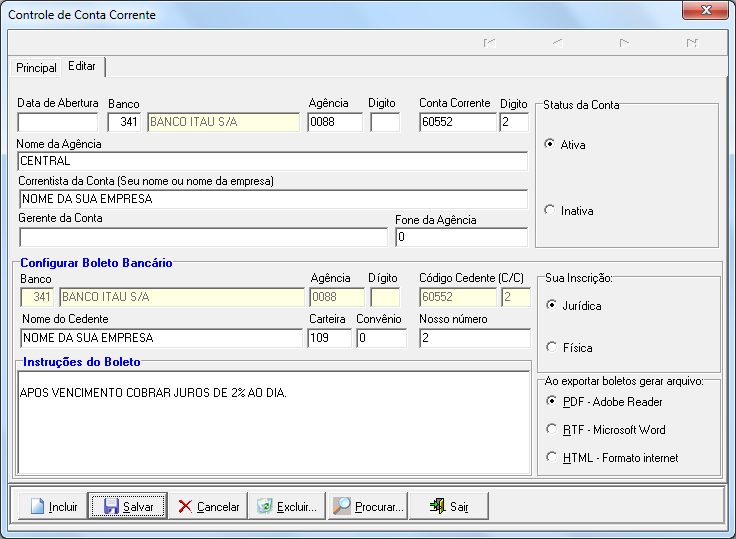 Controle de Conta Corrente
Principal Editar
Data de Abertura Banco Agência Digito Conta Corrente Digito
341 BANCO ITAU S/A 0088 60552 2
Status da Conta
Ativa
Inativa
Nome da Agência
CENTRAL
Correntista da Conta (Seu nome ou nome da empresa)
NOME DA SUA EMPRESA
Gerente da Conta Fone da Agência
0
Configurar Boleto Bancário
Banco Agência Dígito Código Cedente (C/C)
341 BANCO ITAU S/A 0088 60552 2
Nome do Cedente Carteira Convênio Nosso número
NOME DA SUA EMPRESA 109 0 2
Sua Inscrição:
Jurídica
Física
Instruções do Boleto
APOS VENCIMENTO COBRAR JUROS DE 2% AO DIA.
Ao exportar boletos gerar arquivo:
PDF - Adobe Reader
RTF - Microsoft Word
HTML - Formato internet
Incluir Salvar Cancelar Excluir... Procurar... Sair